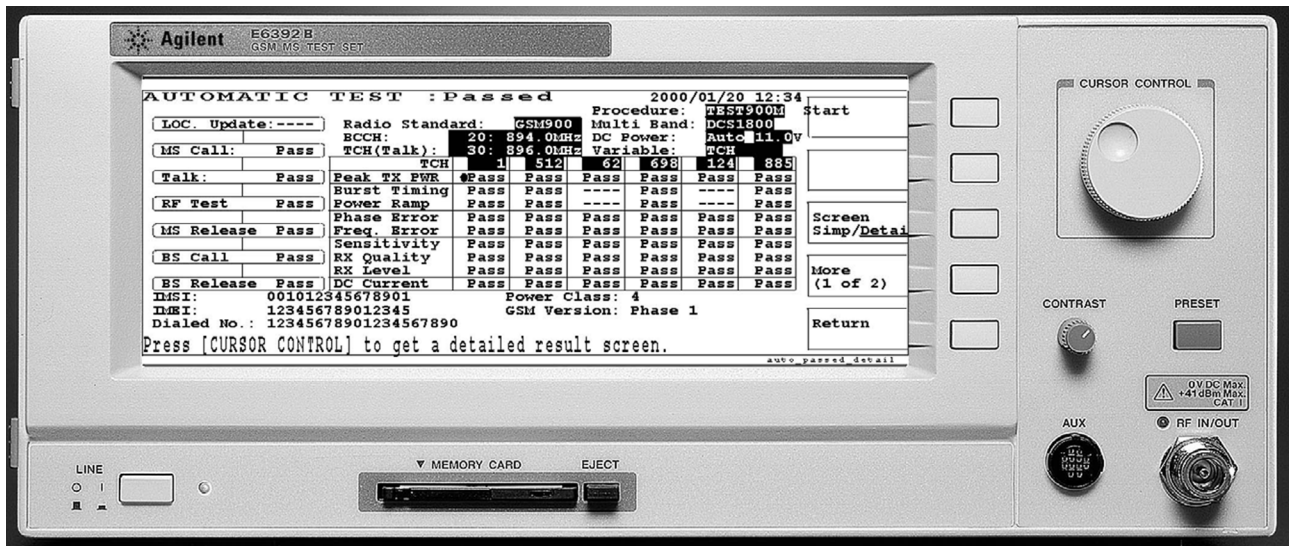 Agilent E6392B
GSM MS TEST SET
AUTOMATIC TEST :Passed 2000/01/20 12:34
Procedure: TEST900M Start
LOC. Update:---- Radio Standard: GSM900 Multi Band: DCS1800
BCCH: 20: 894.0MHz DC Power: Auto 11.0V
MS Call: Pass TCH(Talk): 30: 896.0MHz Variable: TCH
TCH 1 512 62 698 124 885
Talk: Pass Peak TX PWR ●Pass Pass Pass Pass Pass Pass
Burst Timing Pass Pass ---- Pass ---- Pass
RF Test Pass Power Ramp Pass Pass ---- Pass ---- Pass
Phase Error Pass Pass Pass Pass Pass Pass Screen
MS Release Pass Freq. Error Pass Pass Pass Pass Pass Pass Simp/Detai
Sensitivity Pass Pass Pass Pass Pass Pass
BS Call Pass RX Quality Pass Pass Pass Pass Pass Pass
RX Level Pass Pass Pass Pass Pass Pass More
BS Release Pass DC Current Pass Pass Pass Pass Pass Pass (1 of 2)
IMSI: 001012345678901 Power Class: 4
IMEI: 123456789012345 GSM Version: Phase 1
Dialed No.: 12345678901234567890 Return
Press [CURSOR CONTROL] to get a detailed result screen.
auto_passed_detail
CURSOR CONTROL
CONTRAST PRESET
0V DC Max.
+41dBm Max.
CAT I
AUX RF IN/OUT
LINE
▼ MEMORY CARD EJECT